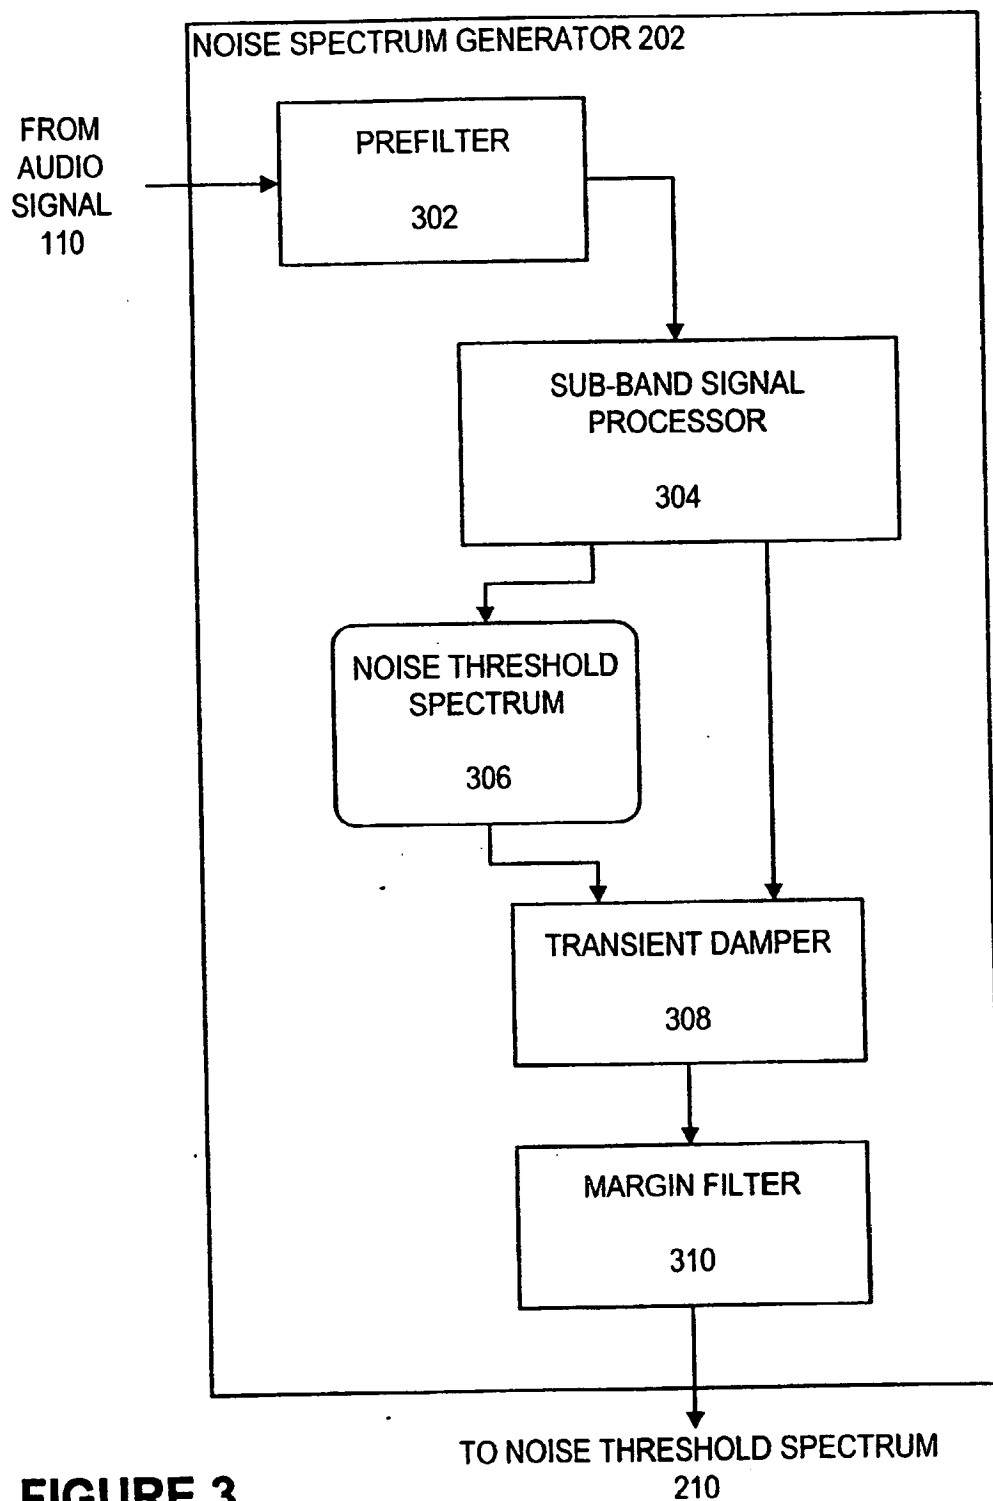 NOISE SPECTRUM GENERATOR 202
FROM
AUDIO
SIGNAL
110
PREFILTER
302
SUB-BAND SIGNAL
PROCESSOR
304
NOISE THRESHOLD
SPECTRUM
306
TRANSIENT DAMPER
308
MARGIN FILTER
310
TO NOISE THRESHOLD SPECTRUM
210
FIGURE 3